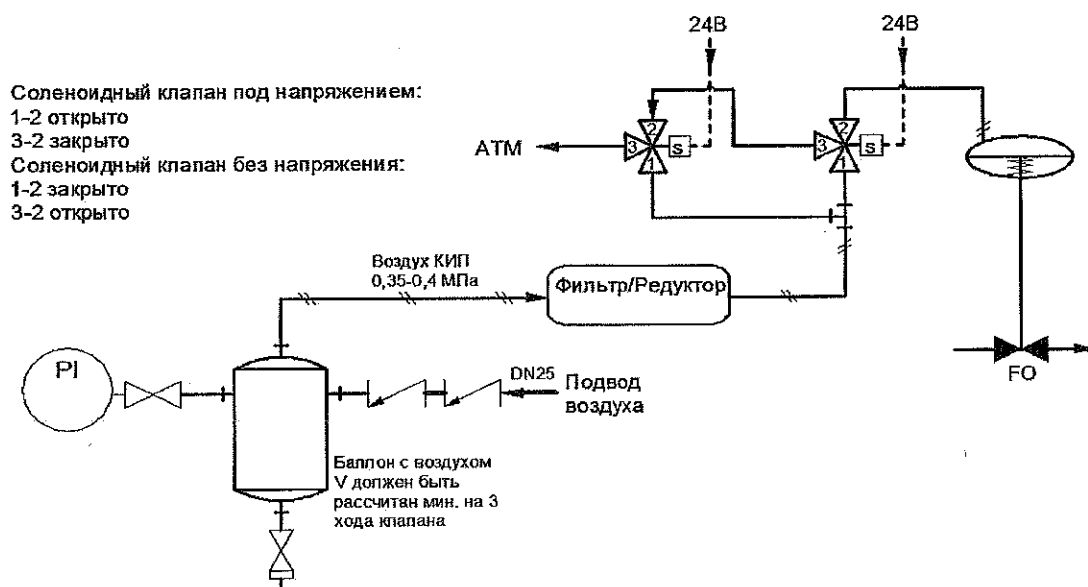 24В
24В
Соленоидный клапан под напряжением:
1-2 открыто
3-2 закрыто
Соленоидный клапан без напряжения:
1-2 закрыто
3-2 открыто
АТМ
3
2
1
s
3
2
1
s
Воздух КИП
0,35-0,4 МПа
Фильтр/Редуктор
PI
DN25
Подвод
воздуха
FO
Баллон с воздухом
V должен быть
рассчитан мин. на 3
хода клапана